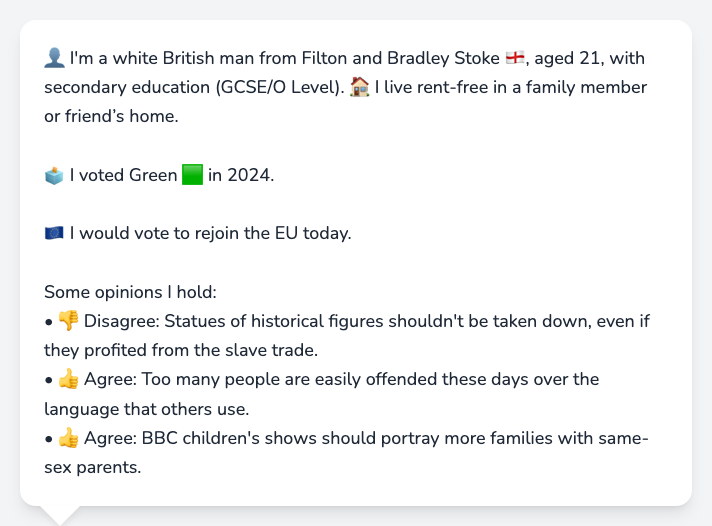 👤 I'm a white British man from Filton and Bradley Stoke 🏴󠁧󠁢󠁥󠁮󠁧󠁿, aged 21, with
secondary education (GCSE/O Level). 🏠 I live rent-free in a family member
or friend’s home.
🗳️ I voted Green 🟩 in 2024.
🇪🇺 I would vote to rejoin the EU today.
Some opinions I hold:
• 👎 Disagree: Statues of historical figures shouldn't be taken down, even if
they profited from the slave trade.
• 👍 Agree: Too many people are easily offended these days over the
language that others use.
• 👍 Agree: BBC children's shows should portray more families with same-
sex parents.